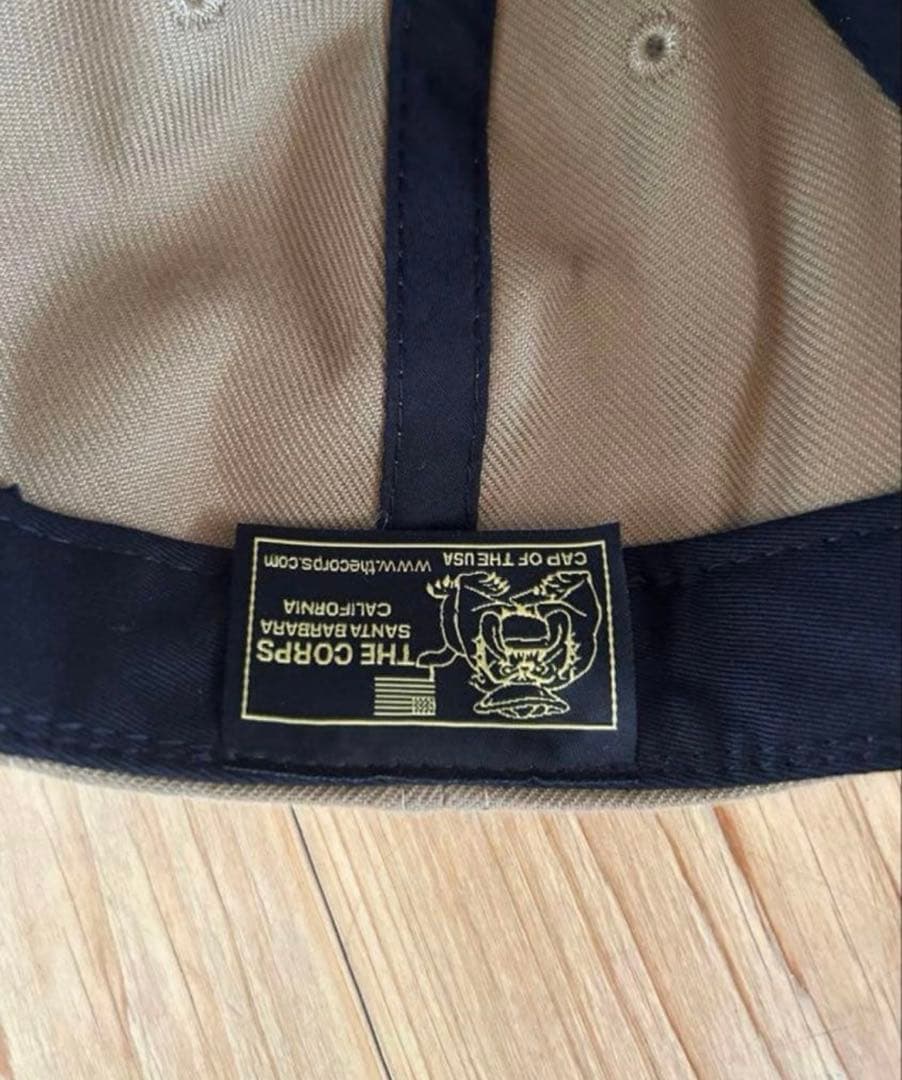 THE CORPS
SANTA BARBARA
CALIFORNIA
CAP OF THE USA
www.thecorps.com